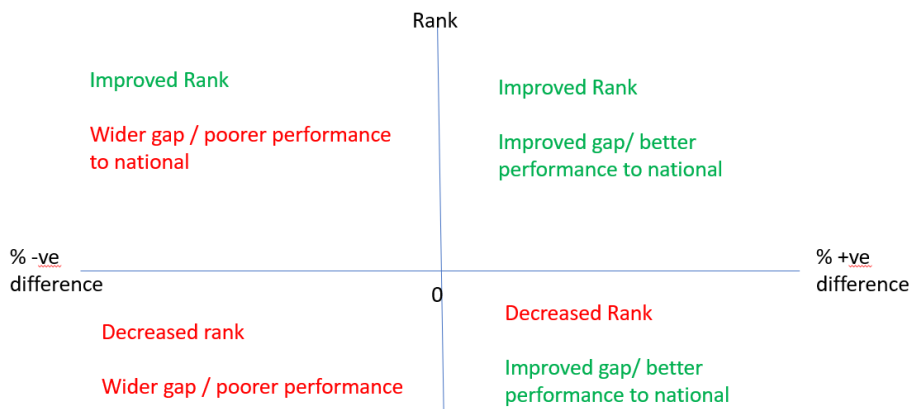 Rank
Improved Rank
Wider gap / poorer performance
to national
Improved Rank
Improved gap/ better
performance to national
% -ve
difference
% +ve
difference
0
Decreased rank
Wider gap / poorer performance
Decreased Rank
Improved gap/ better
performance to national